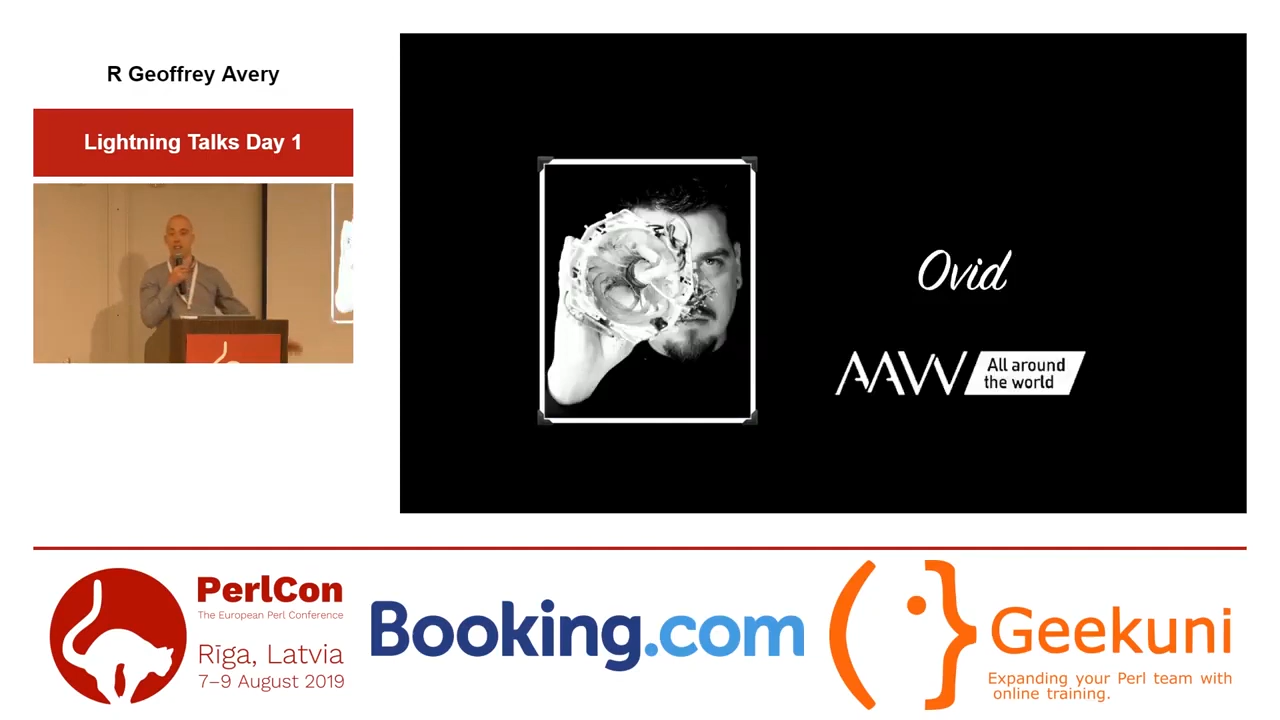 R Geoffrey Avery
Lightning Talks Day 1
Ovid
AAW
All around
the world
PerlCon
The European Perl Conference
Rīga, Latvia
7–9 August 2019
Booking.com
Geekuni
Expanding your Perl team with
online training.